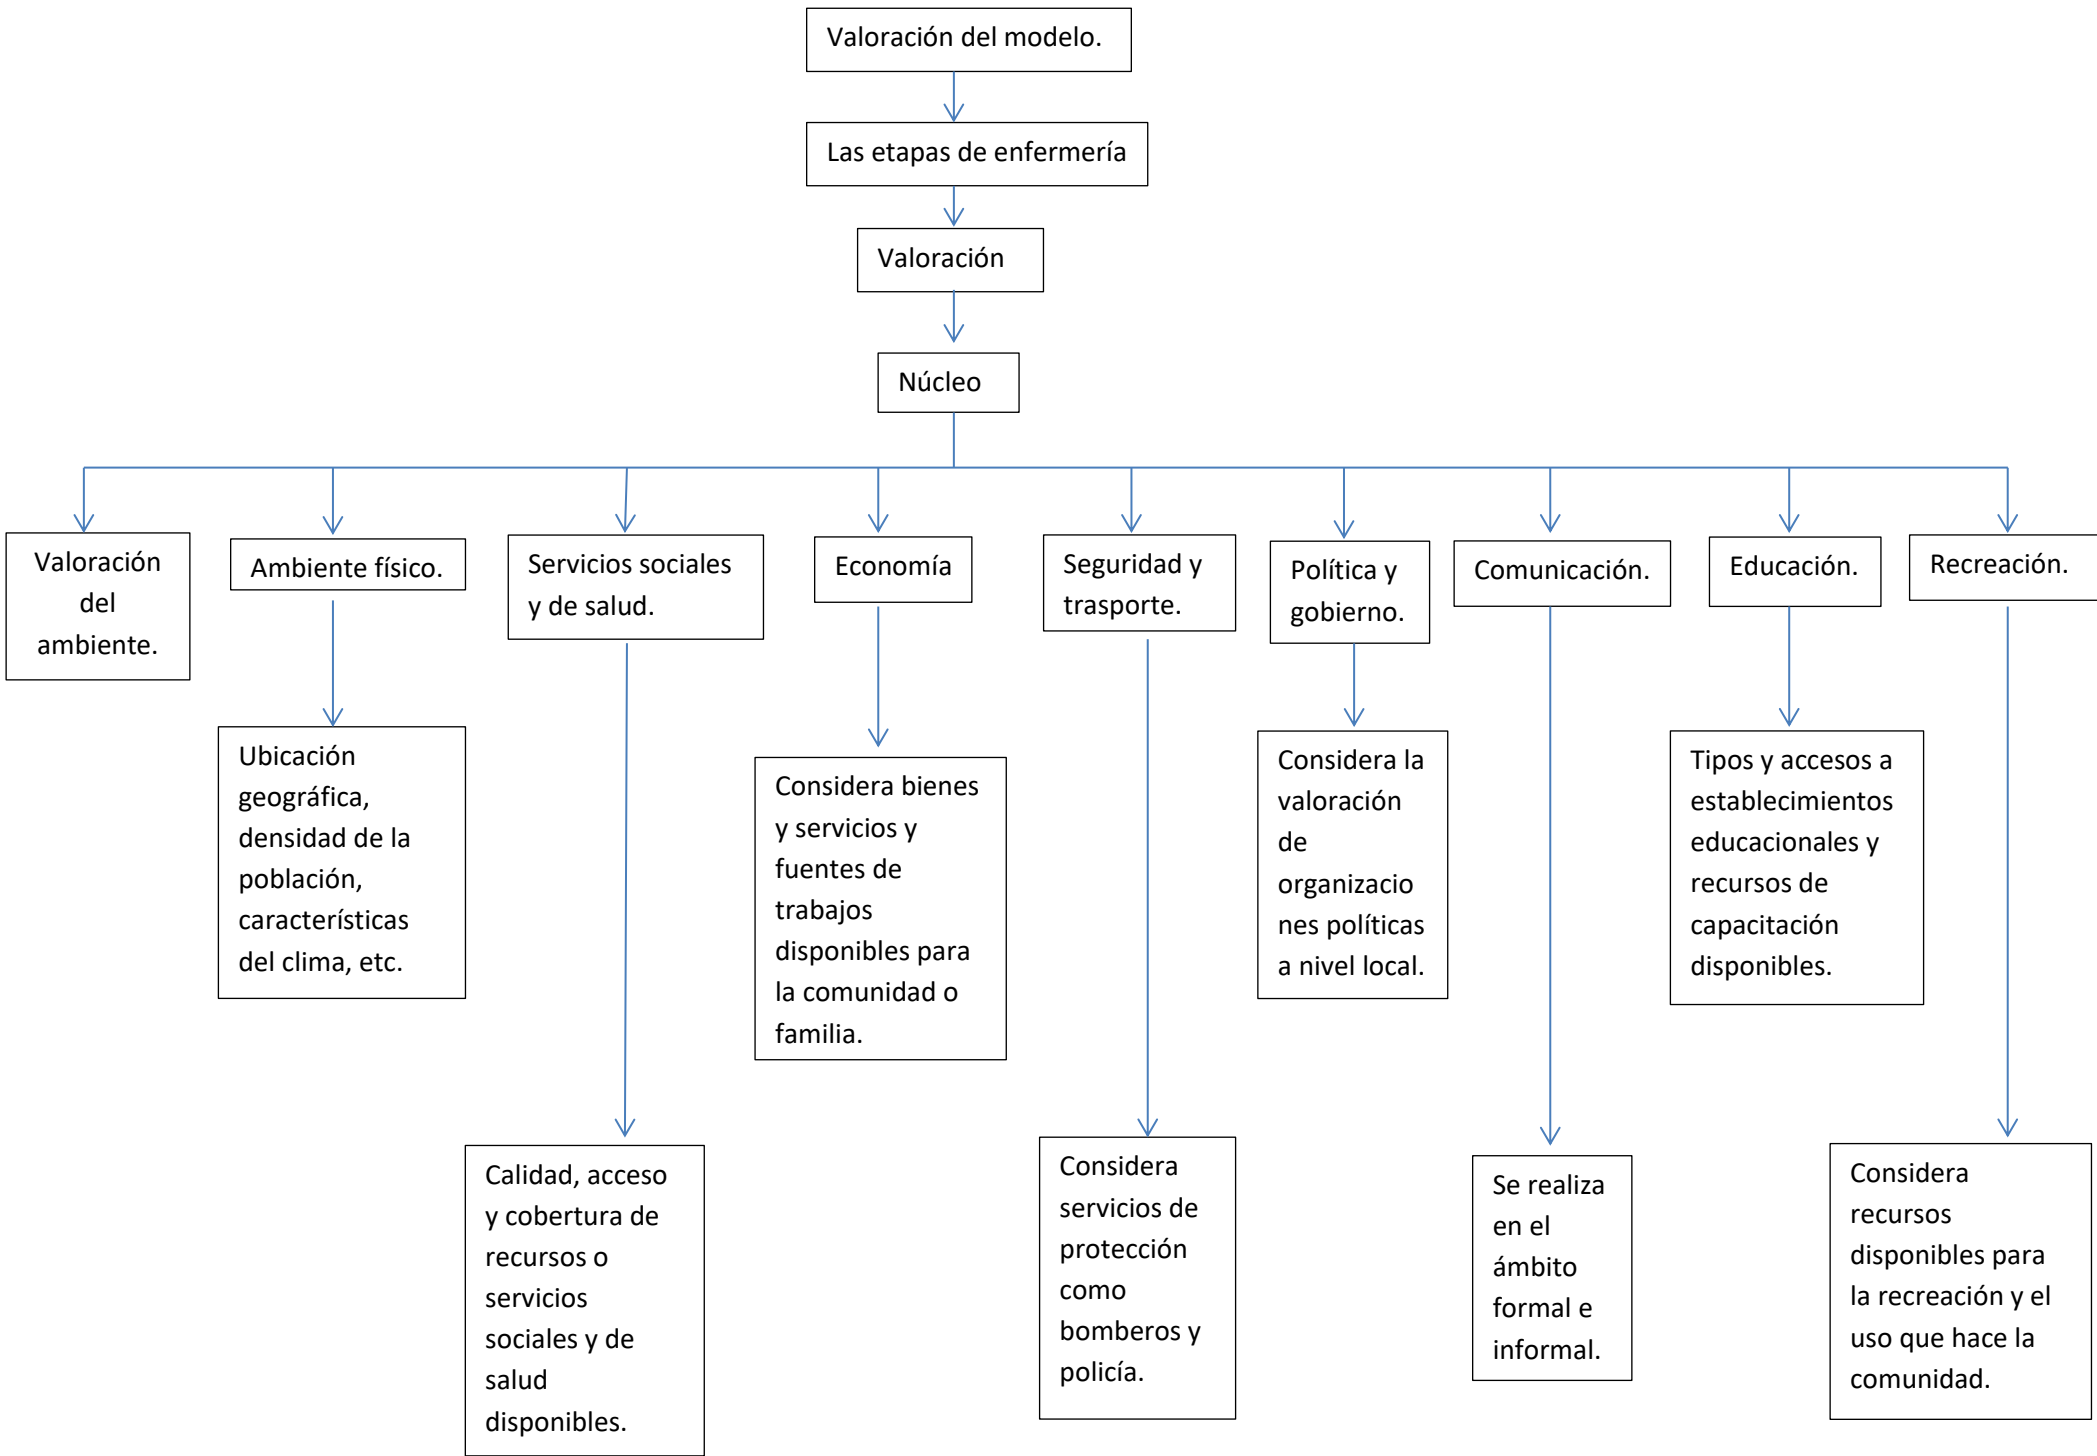 Valoración del modelo.
Las etapas de enfermería
Valoración
Núcleo
Valoración
del
ambiente.
Ambiente físico.
Servicios sociales
y de salud.
Economía
Seguridad y
trasporte.
Política y
gobierno.
Comunicación.
Educación.
Recreación.
Ubicación
geográfica,
densidad de la
población,
características
del clima, etc.
Considera bienes
y servicios y
fuentes de
trabajos
disponibles para
la comunidad o
familia.
Considera la
valoración
de
organizacio
nes políticas
a nivel local.
Tipos y accesos a
establecimientos
educacionales y
recursos de
capacitación
disponibles.
Calidad, acceso
y cobertura de
recursos o
servicios
sociales y de
salud
disponibles.
Considera
servicios de
protección
como
bomberos y
policía.
Se realiza
en el
ámbito
formal e
informal.
Considera
recursos
disponibles para
la recreación y el
uso que hace la
comunidad.